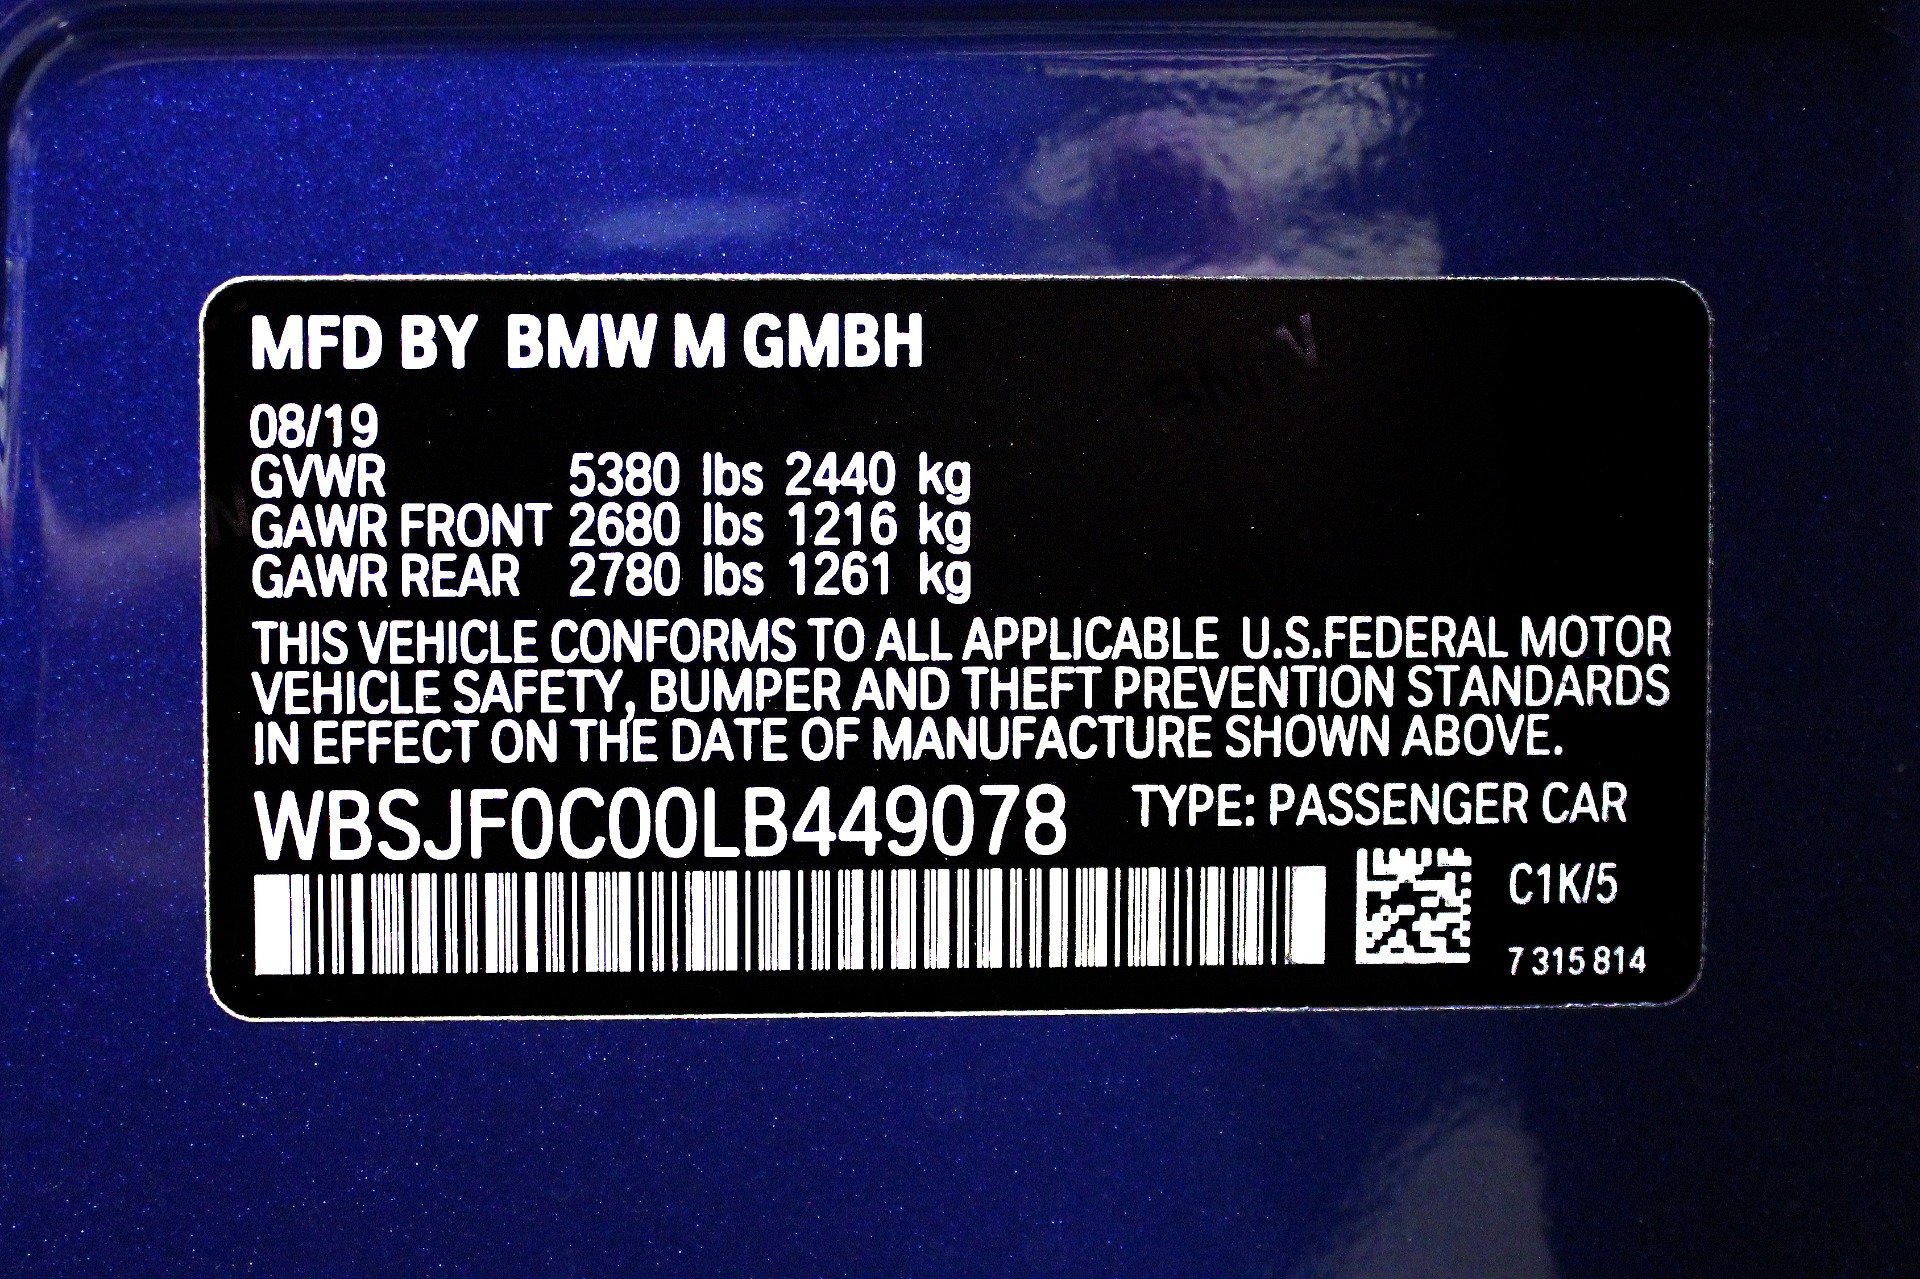 MFD BY BMW M GMBH
08/19
GVWR 5380 lbs 2440 kg
GAWR FRONT 2680 lbs 1216 kg
GAWR REAR 2780 lbs 1261 kg
THIS VEHICLE CONFORMS TO ALL APPLICABLE U.S.FEDERAL MOTOR
VEHICLE SAFETY, BUMPER AND THEFT PREVENTION STANDARDS
IN EFFECT ON THE DATE OF MANUFACTURE SHOWN ABOVE.
WBSJF0C00LB449078 TYPE: PASSENGER CAR
C1K/5
7 315 814